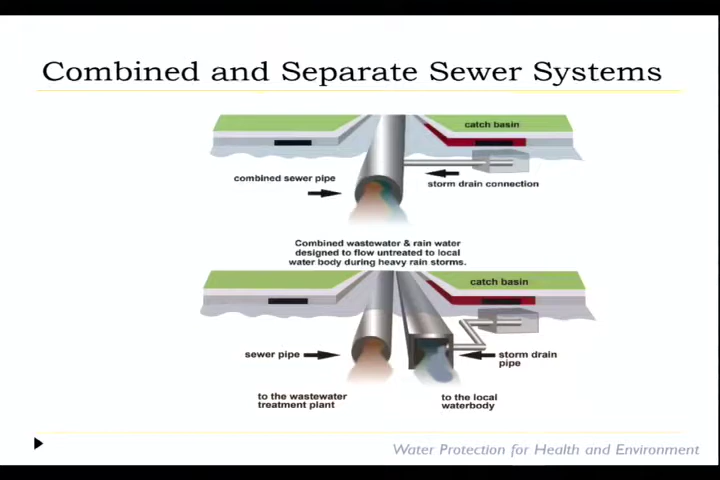 Combined and Separate Sewer Systems
catch basin
combined sewer pipe
storm drain connection
Combined wastewater & rain water
designed to flow untreated to local
water body during heavy rain storms.
catch basin
sewer pipe
storm drain
pipe
to the wastewater
treatment plant
to the local
waterbody
Water Protection for Health and Environment